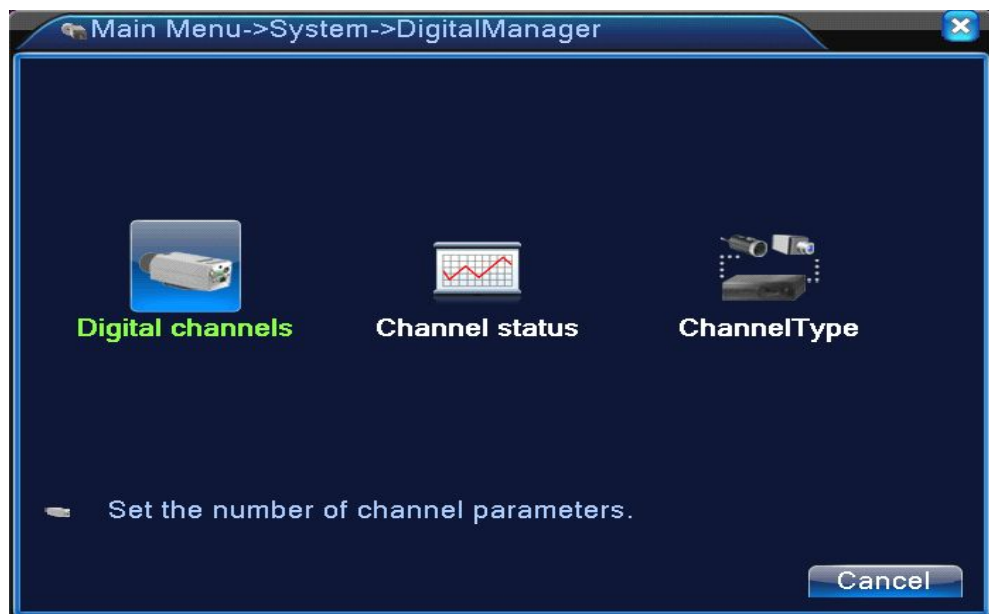 Main Menu->System->DigitalManager
Digital channels
Channel status
ChannelType
Set the number of channel parameters.
Cancel